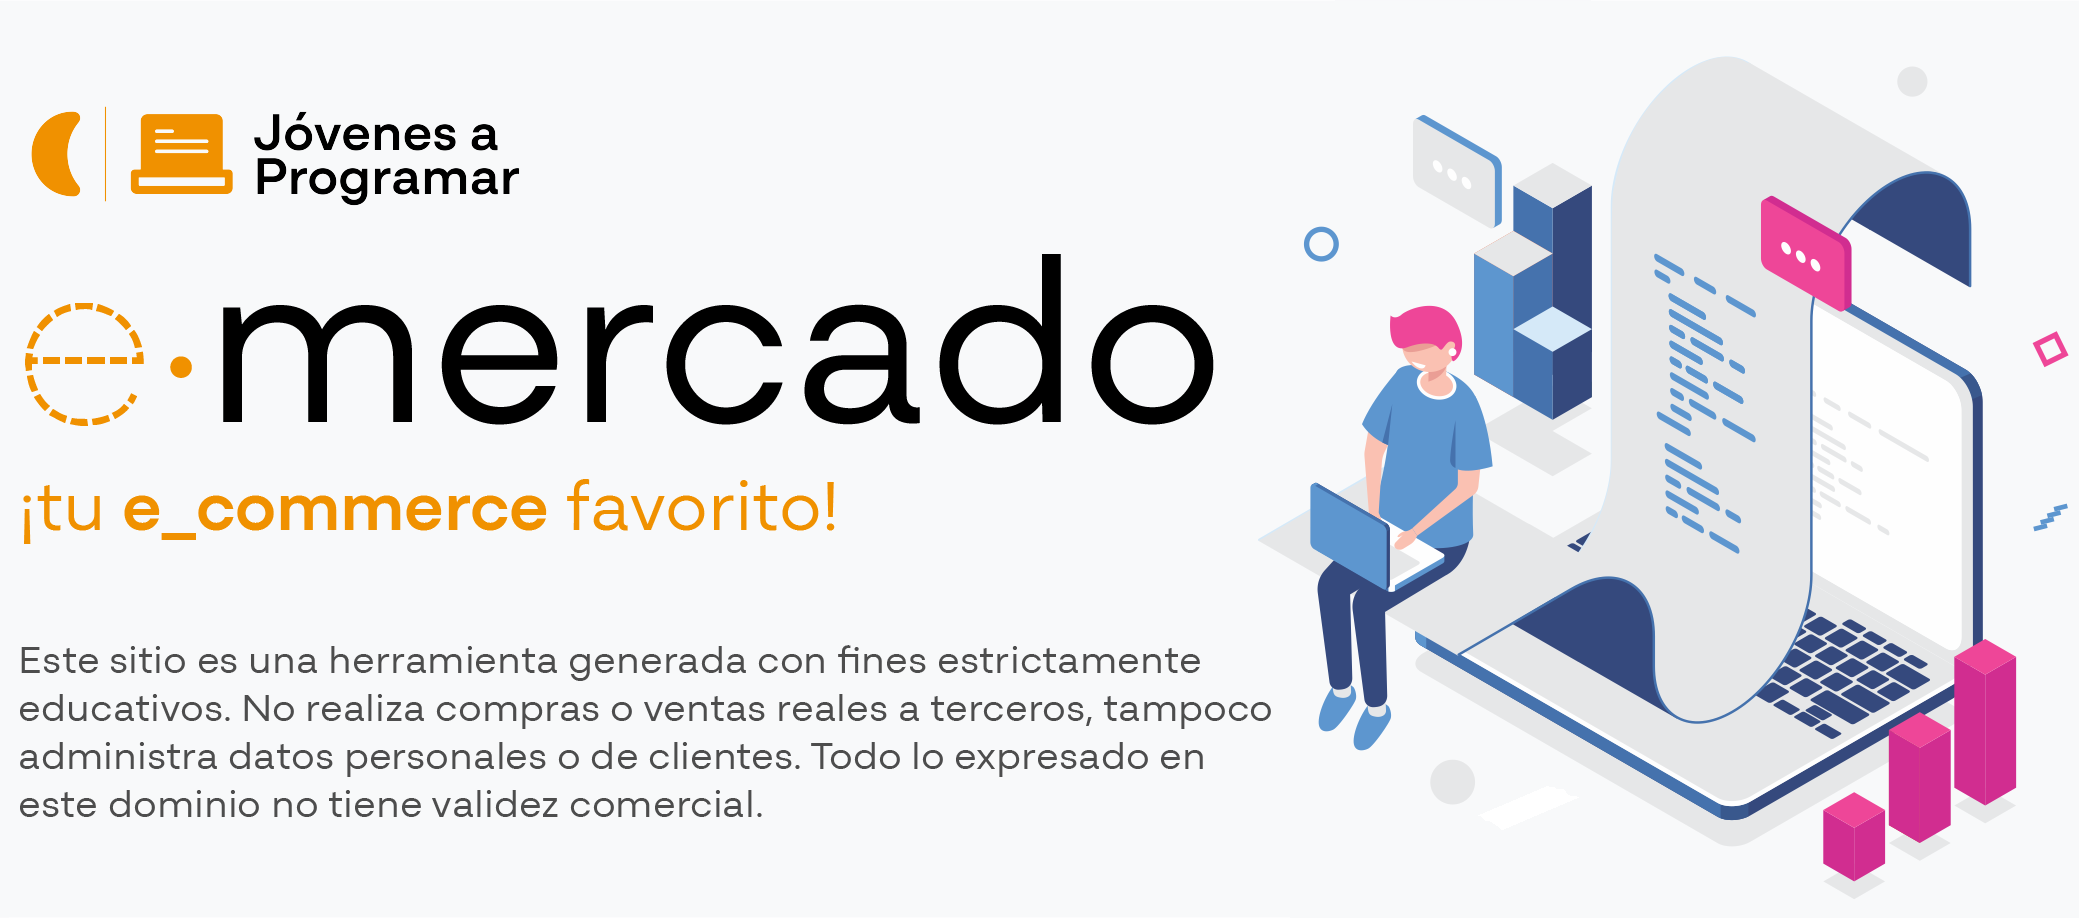 Jóvenes a
Programar
e·mercado
¡tu e_commerce favorito!
Este sitio es una herramienta generada con fines estrictamente
educativos. No realiza compras o ventas reales a terceros, tampoco
administra datos personales o de clientes. Todo lo expresado en
este dominio no tiene validez comercial.